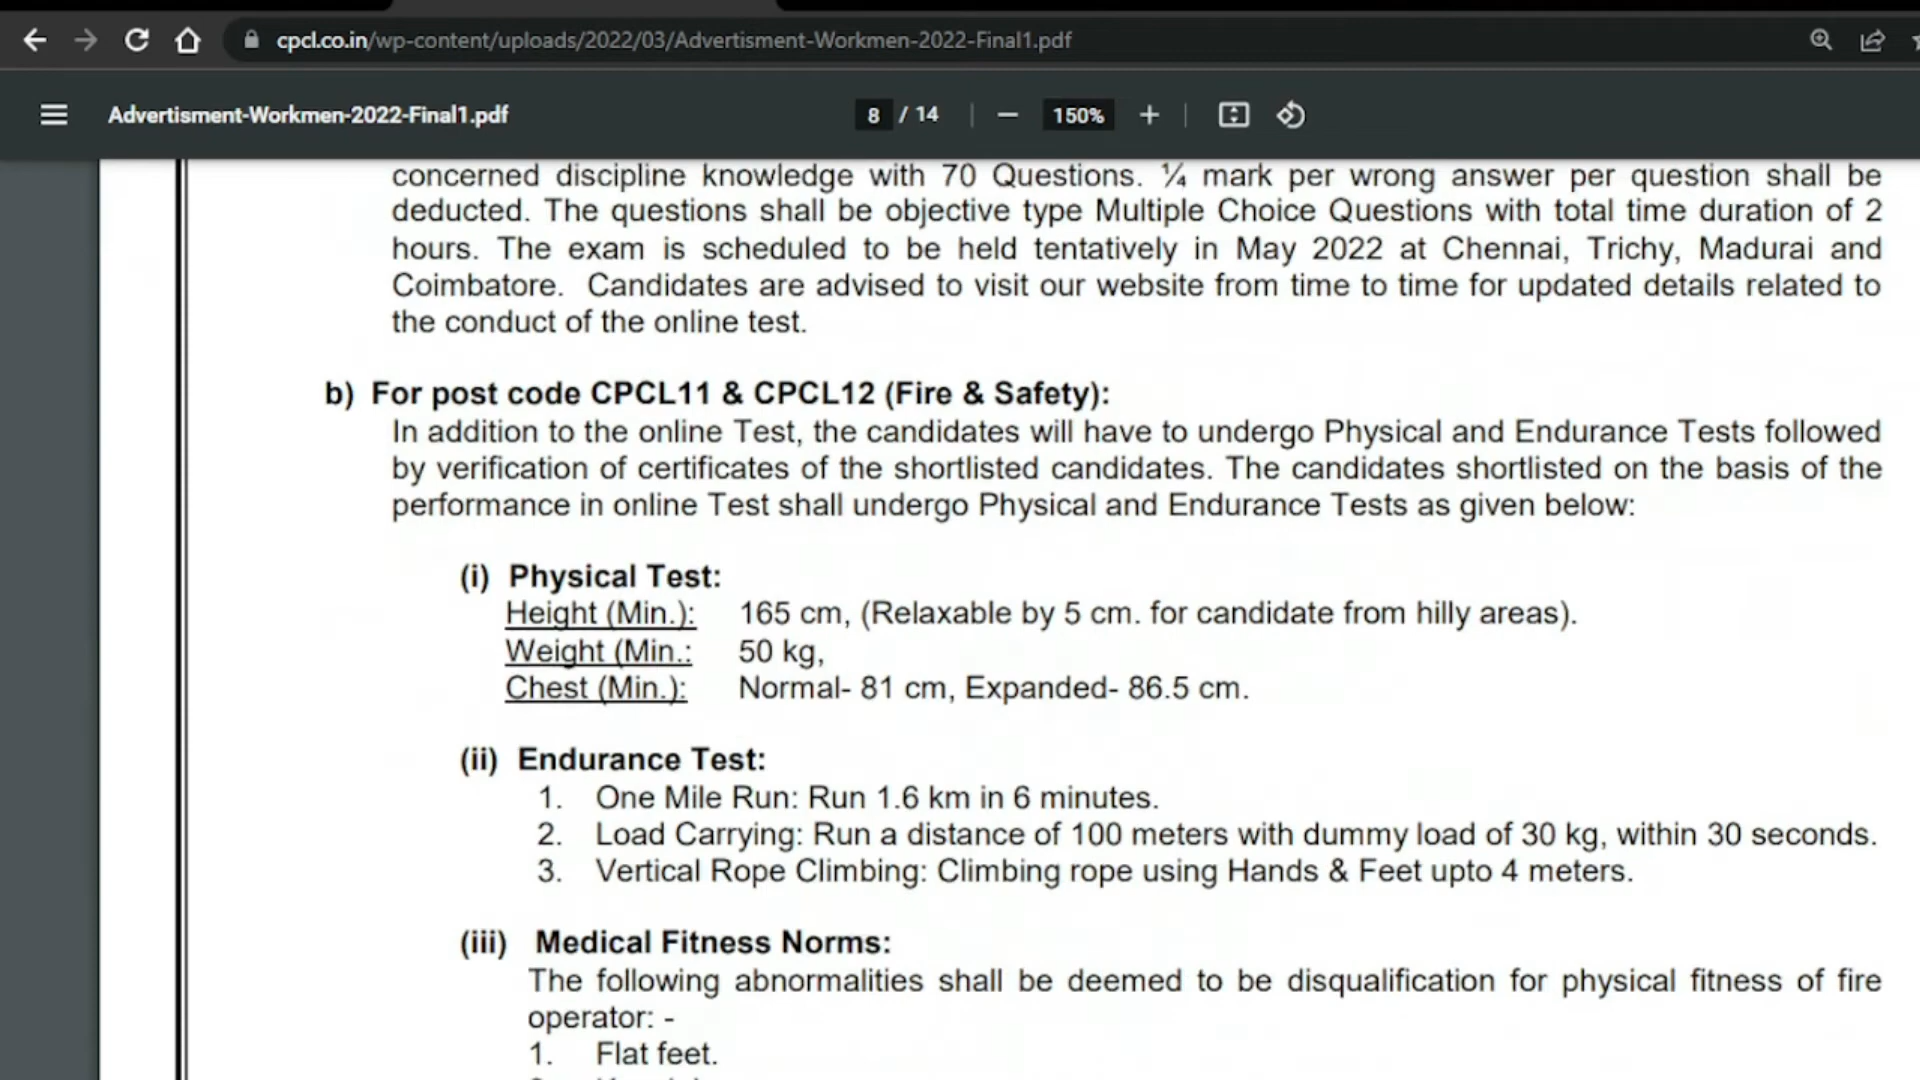 cpcl.co.in/wp-content/uploads/2022/03/Advertisment-Workmen-2022-Final1.pdf
Advertisment-Workmen-2022-Final1.pdf 8 / 14 — 150% +
concerned discipline knowledge with 70 Questions. ¼ mark per wrong answer per question shall be
deducted. The questions shall be objective type Multiple Choice Questions with total time duration of 2
hours. The exam is scheduled to be held tentatively in May 2022 at Chennai, Trichy, Madurai and
Coimbatore. Candidates are advised to visit our website from time to time for updated details related to
the conduct of the online test.
b) For post code CPCL11 & CPCL12 (Fire & Safety):
In addition to the online Test, the candidates will have to undergo Physical and Endurance Tests followed
by verification of certificates of the shortlisted candidates. The candidates shortlisted on the basis of the
performance in online Test shall undergo Physical and Endurance Tests as given below:
(i) Physical Test:
Height (Min.): 165 cm, (Relaxable by 5 cm. for candidate from hilly areas).
Weight (Min.: 50 kg,
Chest (Min.): Normal- 81 cm, Expanded- 86.5 cm.
(ii) Endurance Test:
1. One Mile Run: Run 1.6 km in 6 minutes.
2. Load Carrying: Run a distance of 100 meters with dummy load of 30 kg, within 30 seconds.
3. Vertical Rope Climbing: Climbing rope using Hands & Feet upto 4 meters.
(iii) Medical Fitness Norms:
The following abnormalities shall be deemed to be disqualification for physical fitness of fire
operator: -
1. Flat feet.